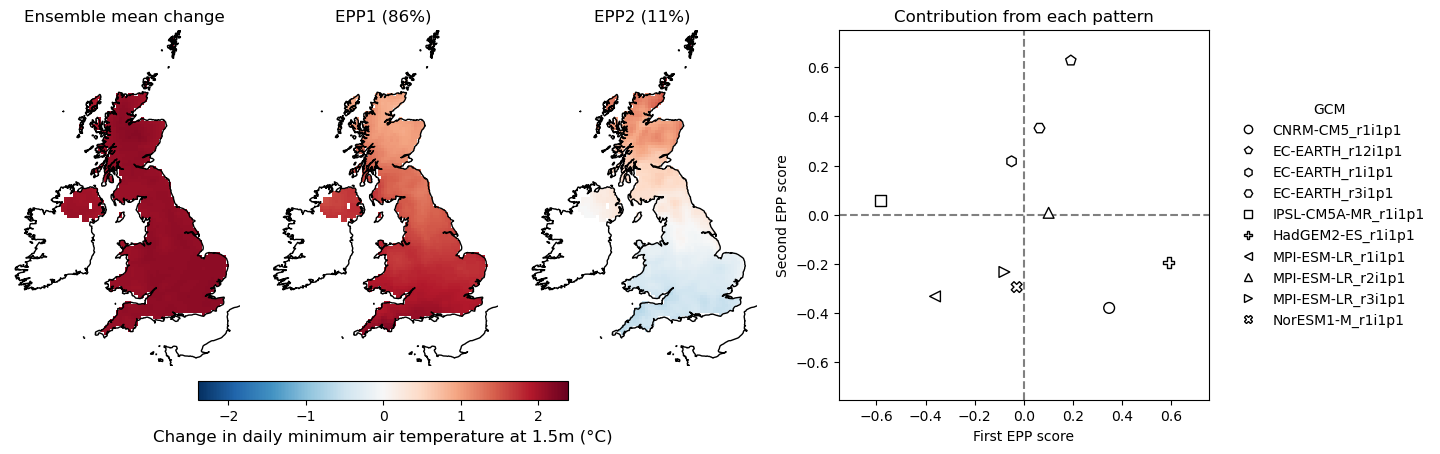 Ensemble mean change
EPP1 (86%)
EPP2 (11%)
−2 −1 0 1 2
Change in daily minimum air temperature at 1.5m (°C)
Contribution from each pattern
Second EPP score
0.6
0.4
0.2
0.0
−0.2
−0.4
−0.6
−0.6 −0.4 −0.2 0.0 0.2 0.4 0.6
First EPP score
GCM
CNRM-CM5_r1i1p1
EC-EARTH_r12i1p1
EC-EARTH_r1i1p1
EC-EARTH_r3i1p1
IPSL-CM5A-MR_r1i1p1
HadGEM2-ES_r1i1p1
MPI-ESM-LR_r1i1p1
MPI-ESM-LR_r2i1p1
MPI-ESM-LR_r3i1p1
NorESM1-M_r1i1p1